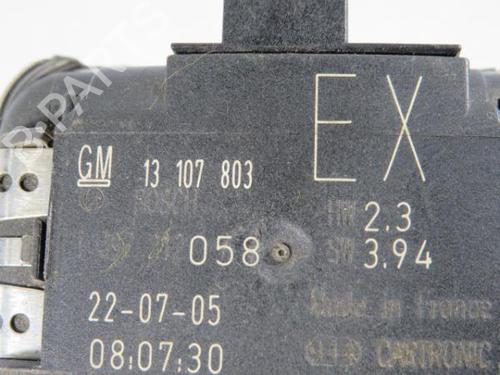 EX
GM 13 107 803
HW 2.3
058 SW 3.94
22-07-05 Made in France
08:07:30 CARTRONIC